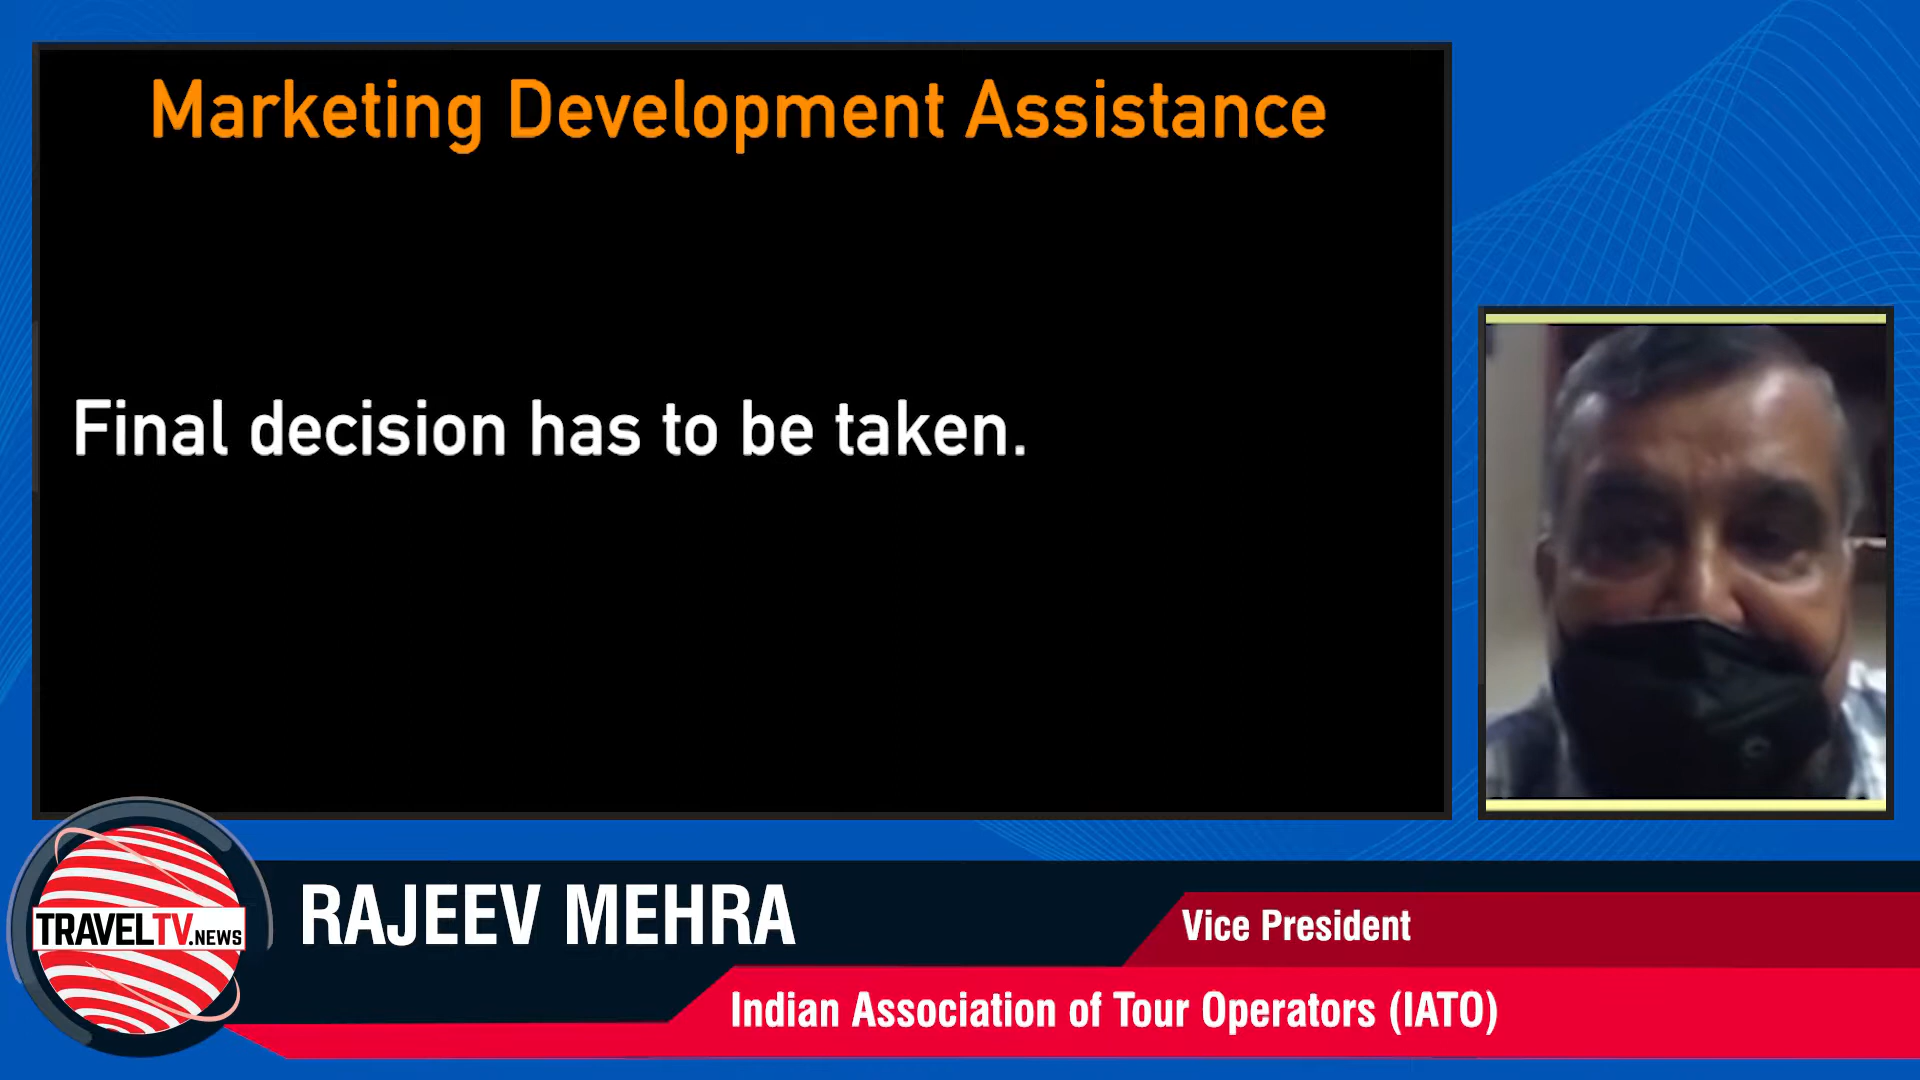 Marketing Development Assistance
Final decision has to be taken.
TRAVELTV.NEWS
RAJEEV MEHRA
Vice President
Indian Association of Tour Operators (IATO)